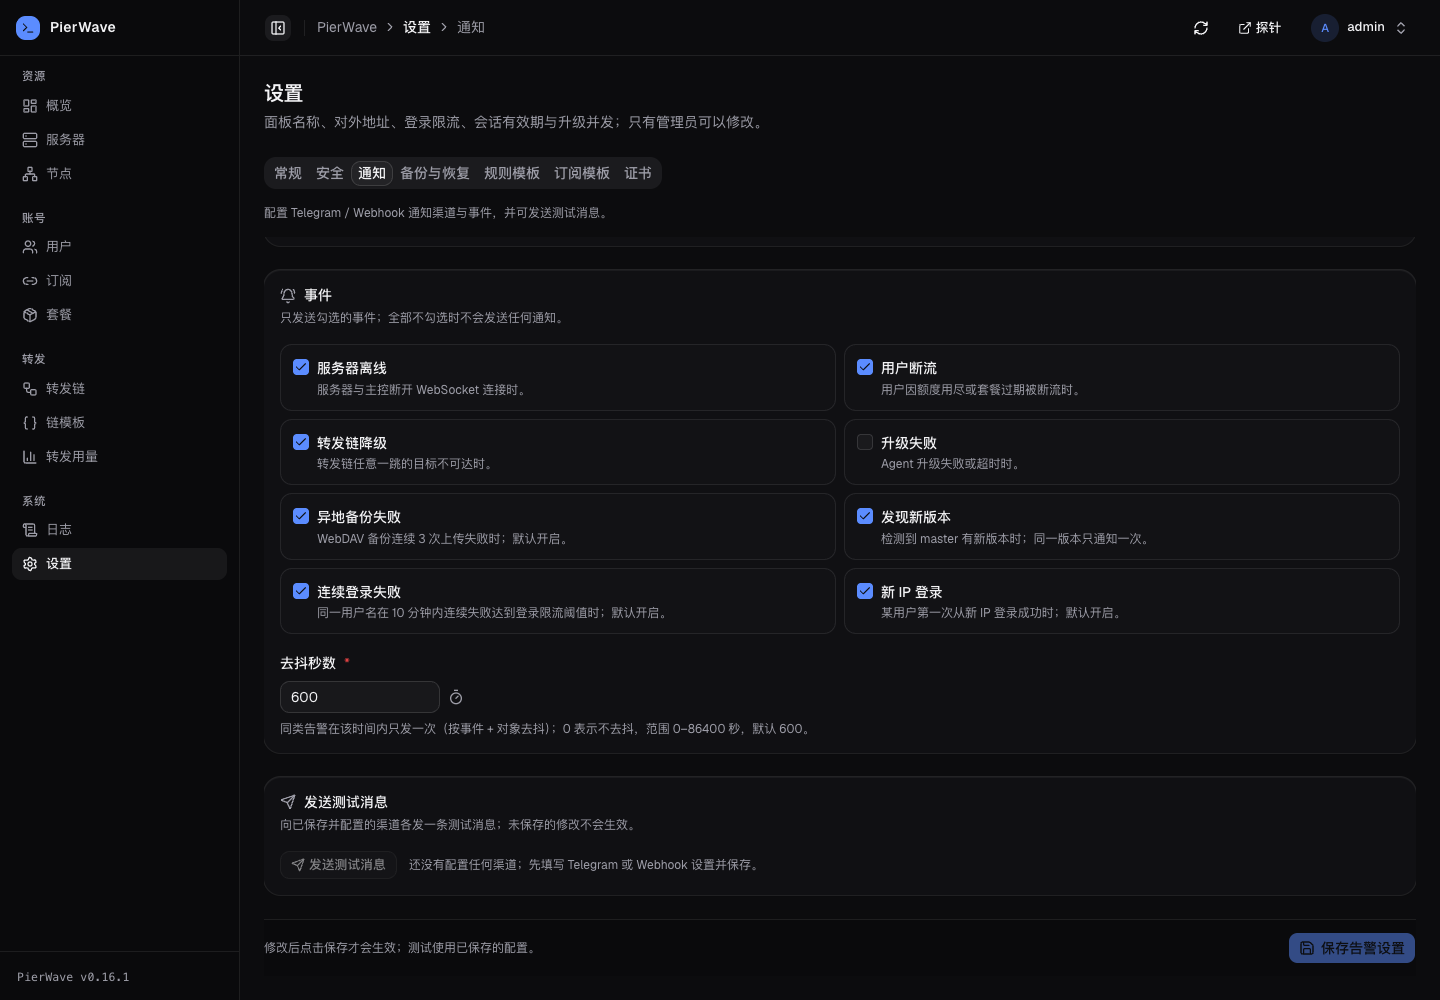 PierWave
PierWave > 设置 > 通知
探针
A admin
资源
概览
服务器
节点
账号
用户
订阅
套餐
转发
转发链
链模板
转发用量
系统
日志
设置
PierWave v0.16.1
设置
面板名称、对外地址、登录限流、会话有效期与升级并发；只有管理员可以修改。
常规 安全 通知 备份与恢复 规则模板 订阅模板 证书
配置 Telegram / Webhook 通知渠道与事件，并可发送测试消息。
事件
只发送勾选的事件；全部不勾选时不会发送任何通知。
服务器离线
服务器与主控断开 WebSocket 连接时。
用户断流
用户因额度用尽或套餐过期被断流时。
转发链降级
转发链任意一跳的目标不可达时。
升级失败
Agent 升级失败或超时时。
异地备份失败
WebDAV 备份连续 3 次上传失败时；默认开启。
发现新版本
检测到 master 有新版本时；同一版本只通知一次。
连续登录失败
同一用户名在 10 分钟内连续失败达到登录限流阈值时；默认开启。
新 IP 登录
某用户第一次从新 IP 登录成功时；默认开启。
去抖秒数 *
600
同类告警在该时间内只发一次（按事件 + 对象去抖）；0 表示不去抖，范围 0–86400 秒，默认 600。
发送测试消息
向已保存并配置的渠道各发一条测试消息；未保存的修改不会生效。
发送测试消息
还没有配置任何渠道；先填写 Telegram 或 Webhook 设置并保存。
修改后点击保存才会生效；测试使用已保存的配置。
保存告警设置